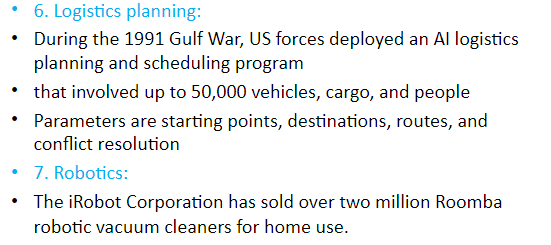 • 6. Logistics planning:
• During the 1991 Gulf War, US forces deployed an AI logistics
planning and scheduling program
• that involved up to 50,000 vehicles, cargo, and people
• Parameters are starting points, destinations, routes, and
conflict resolution
• 7. Robotics:
• The iRobot Corporation has sold over two million Roomba
robotic vacuum cleaners for home use.